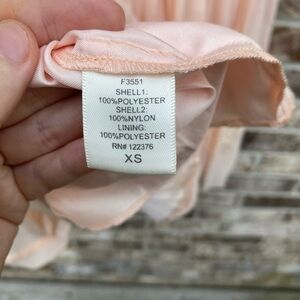 F3551
SHELL1:
100%POLYESTER
SHELL2:
100%NYLON
LINING:
100%POLYESTER
RN# 122376
XS